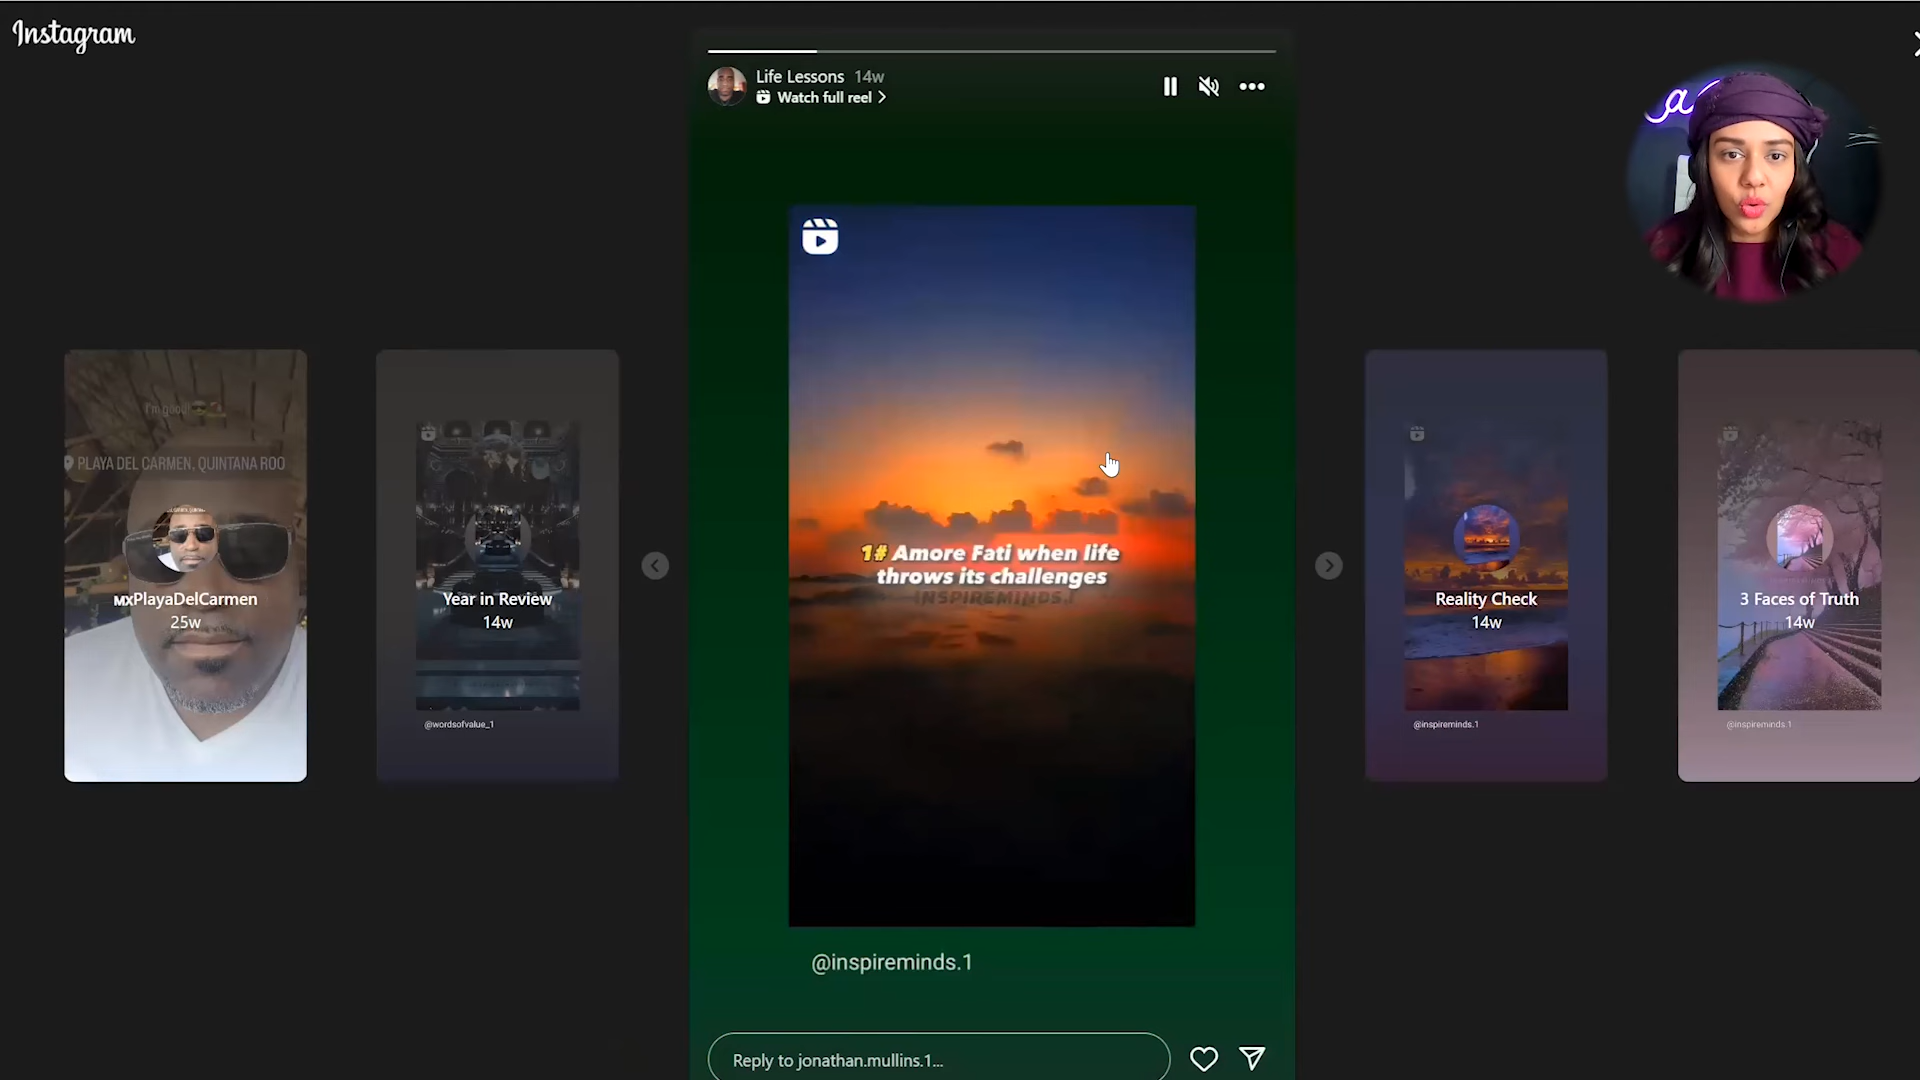 Instagram
Life Lessons 14w
Watch full reel
a
I'm good!
PLAYA DEL CARMEN, QUINTANA ROO
MXPlayaDelCarmen
25w
Year in Review
14w
@wordsofvalue_1
1# Amore Fati when life
throws its challenges
INSPIREMINDS.1
@inspireminds.1
Reality Check
14w
@inspireminds.1
3 Faces of Truth
14w
@inspireminds.1
Reply to jonathan.mullins.1...